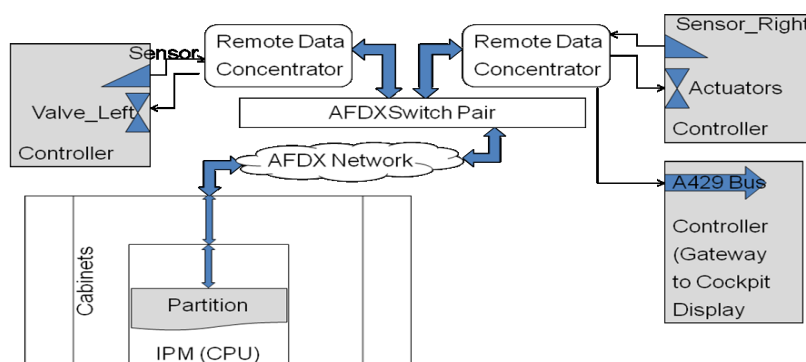 Sensor
Valve_Left
Controller
Remote Data
Concentrator
Remote Data
Concentrator
Sensor_Right
Actuators
Controller
AFDXSwitch Pair
AFDX Network
A429 Bus
Controller
(Gateway
to Cockpit
Display
Cabinets
Partition
IPM (CPU)